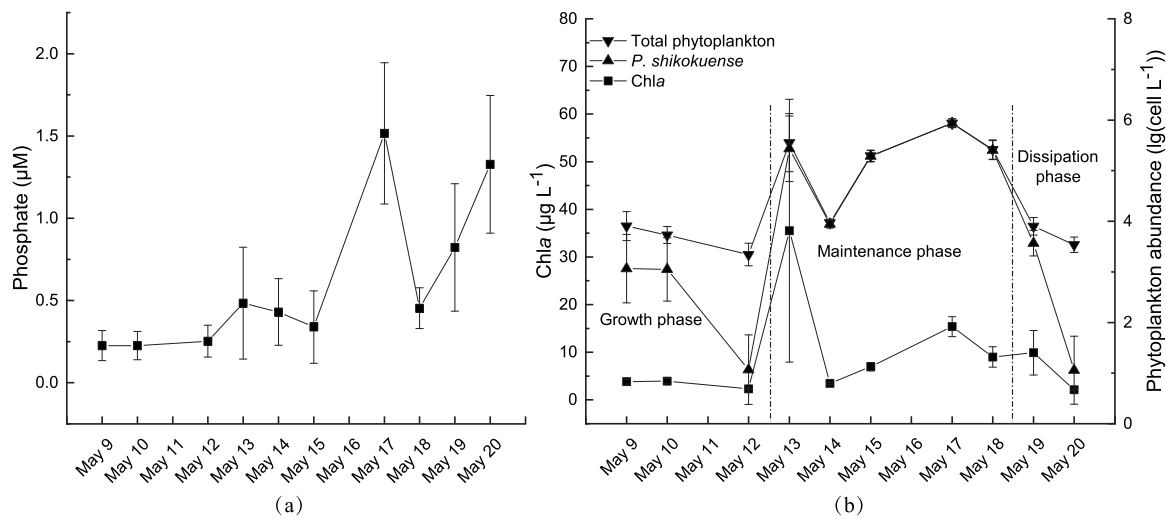 Phosphate (µM)
2.0
1.5
1.0
0.5
0.0
May 9
May 10
May 11
May 12
May 13
May 14
May 15
May 16
May 17
May 18
May 19
May 20
(a)
Chla (µg L⁻¹)
80
70
60
50
40
30
20
10
0
Total phytoplankton
P. shikokuense
Chla
Growth phase
Maintenance phase
Dissipation
phase
8
6
4
2
0
Phytoplankton abundance (lg(cell L⁻¹)
May 9
May 10
May 11
May 12
May 13
May 14
May 15
May 16
May 17
May 18
May 19
May 20
(b)